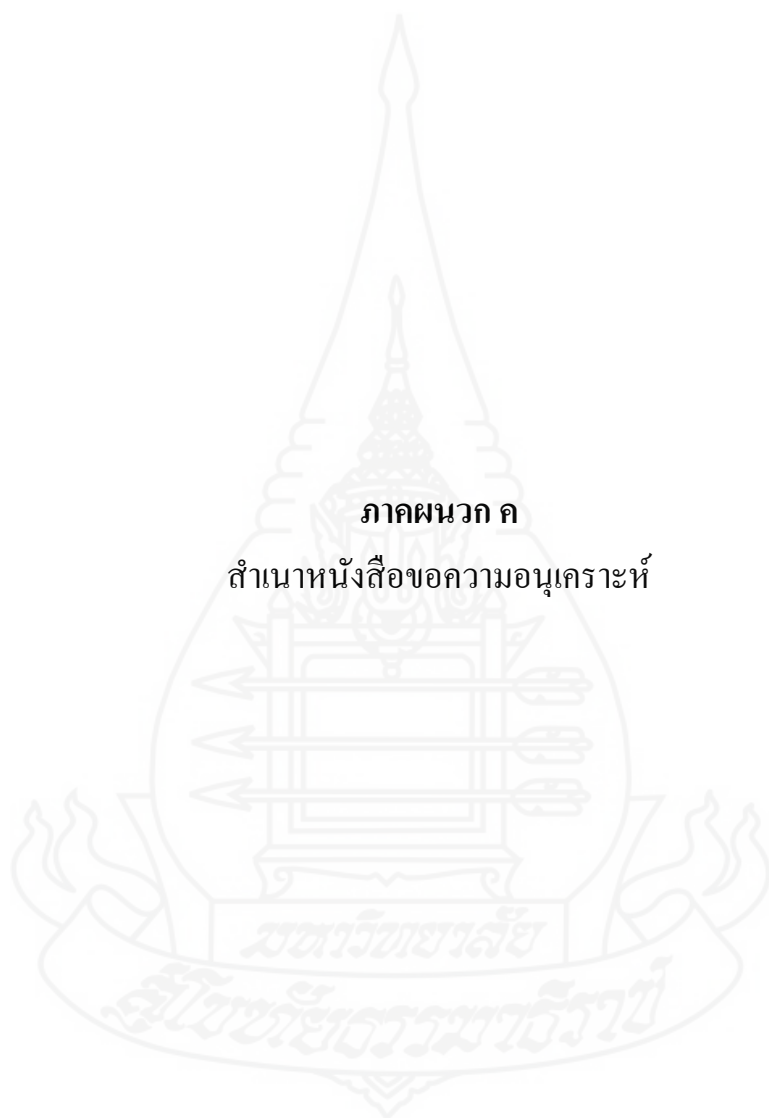 ภาคผนวก ค
สำเนาหนังสือขอความอนุเคราะห์
มหาวิทยาลัย
สุโขทัยธรรมาธิราช